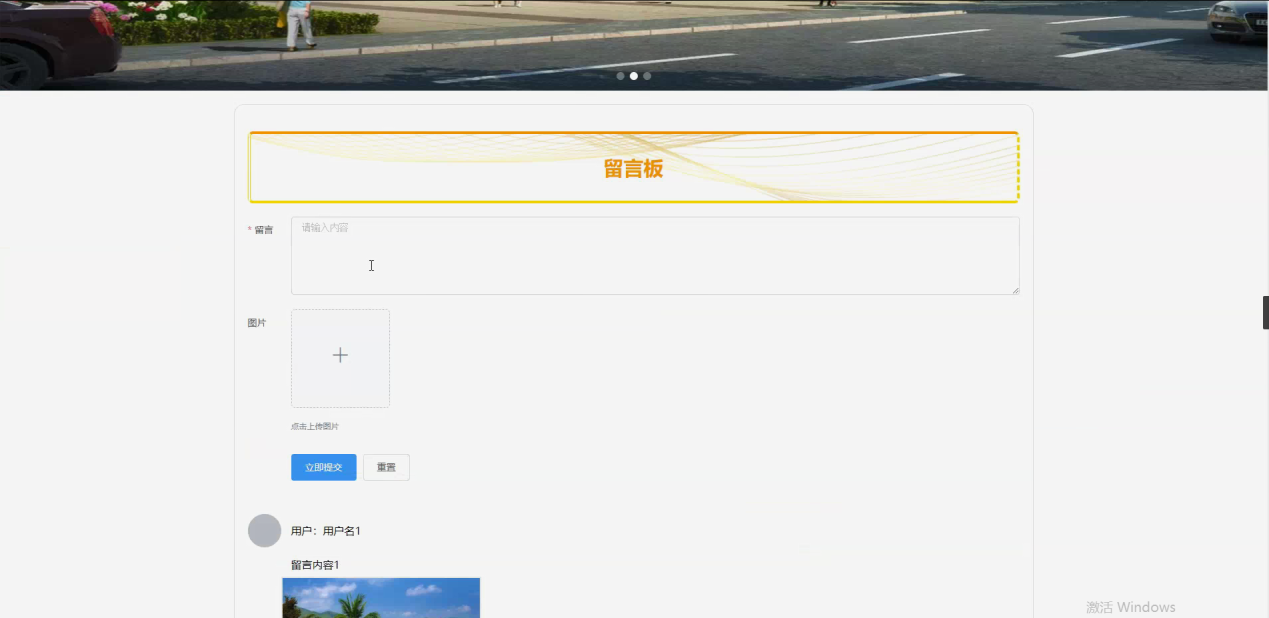 留言板
* 留言
请输入内容
图片
点击上传图片
立即提交
重置
用户：用户名1
留言内容1
激活 Windows